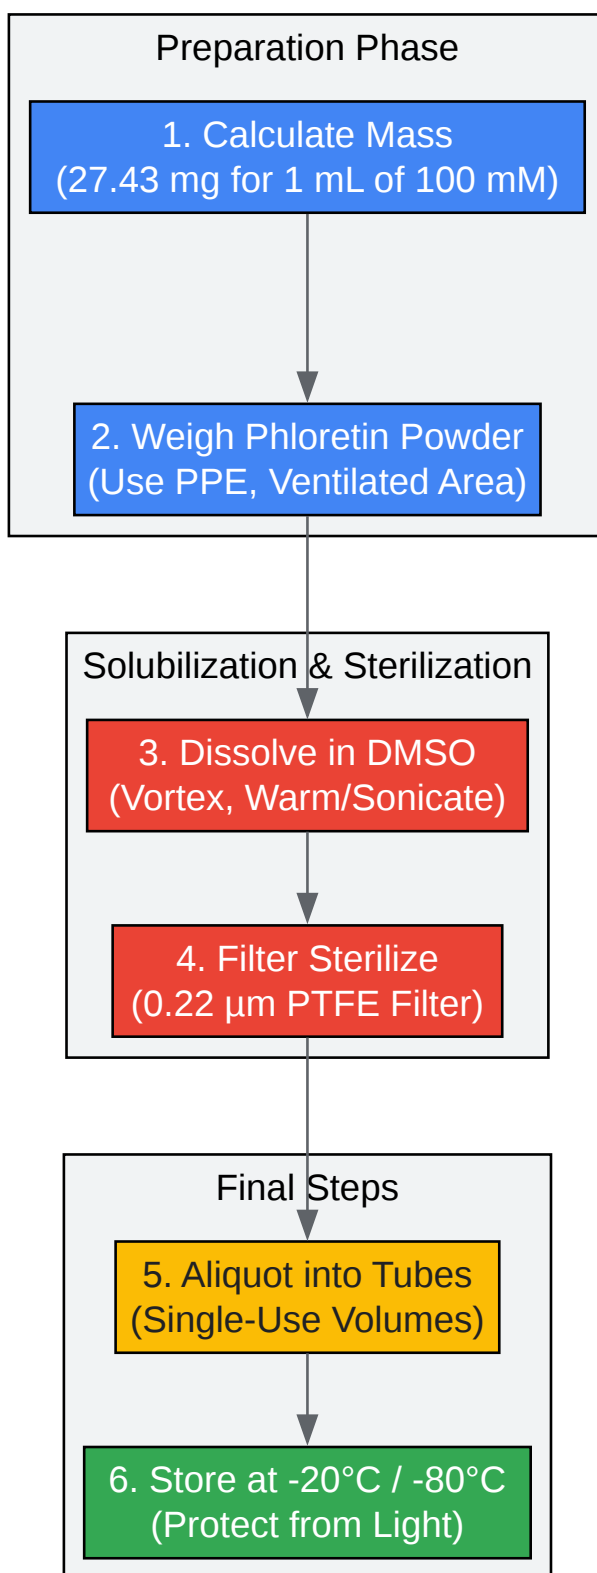 Preparation Phase
1. Calculate Mass
(27.43 mg for 1 mL of 100 mM)
2. Weigh Phloretin Powder
(Use PPE, Ventilated Area)
Solubilization & Sterilization
3. Dissolve in DMSO
(Vortex, Warm/Sonicate)
4. Filter Sterilize
(0.22 µm PTFE Filter)
Final Steps
5. Aliquot into Tubes
(Single-Use Volumes)
6. Store at -20°C / -80°C
(Protect from Light)